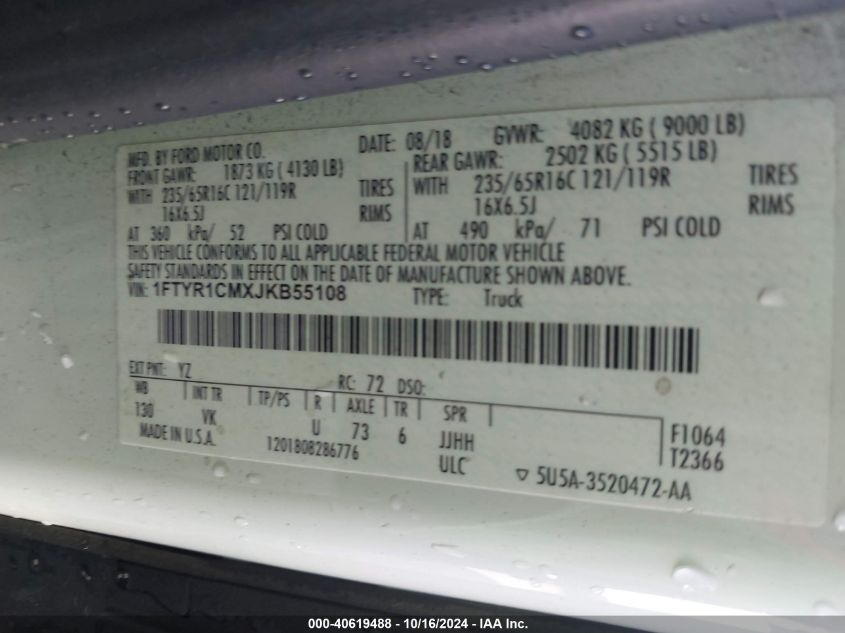 MFD. BY FORD MOTOR CO. DATE: 08/18 GVWR: 4082 KG ( 9000 LB)
FRONT GAWR: 1873 KG ( 4130 LB) REAR GAWR: 2502 KG ( 5515 LB)
WITH 235/65R16C 121/119R TIRES WITH 235/65R16C 121/119R TIRES
16X6.5J RIMS 16X6.5J RIMS
AT 360 kPa/ 52 PSI COLD AT 490 kPa/ 71 PSI COLD
THIS VEHICLE CONFORMS TO ALL APPLICABLE FEDERAL MOTOR VEHICLE
SAFETY STANDARDS IN EFFECT ON THE DATE OF MANUFACTURE SHOWN ABOVE.
VIN: 1FTYR1CMXJKB55108 TYPE: Truck
EXT PNT: YZ RC: 72 DSO:
WB INT TR TP/PS R AXLE TR SPR
130 VK U 73 6 JJHH F1064
MADE IN U.S.A. 1201808286776 ULC T2366
▽ 5U5A-3520472-AA
000-40619488 - 10/16/2024 - IAA Inc.